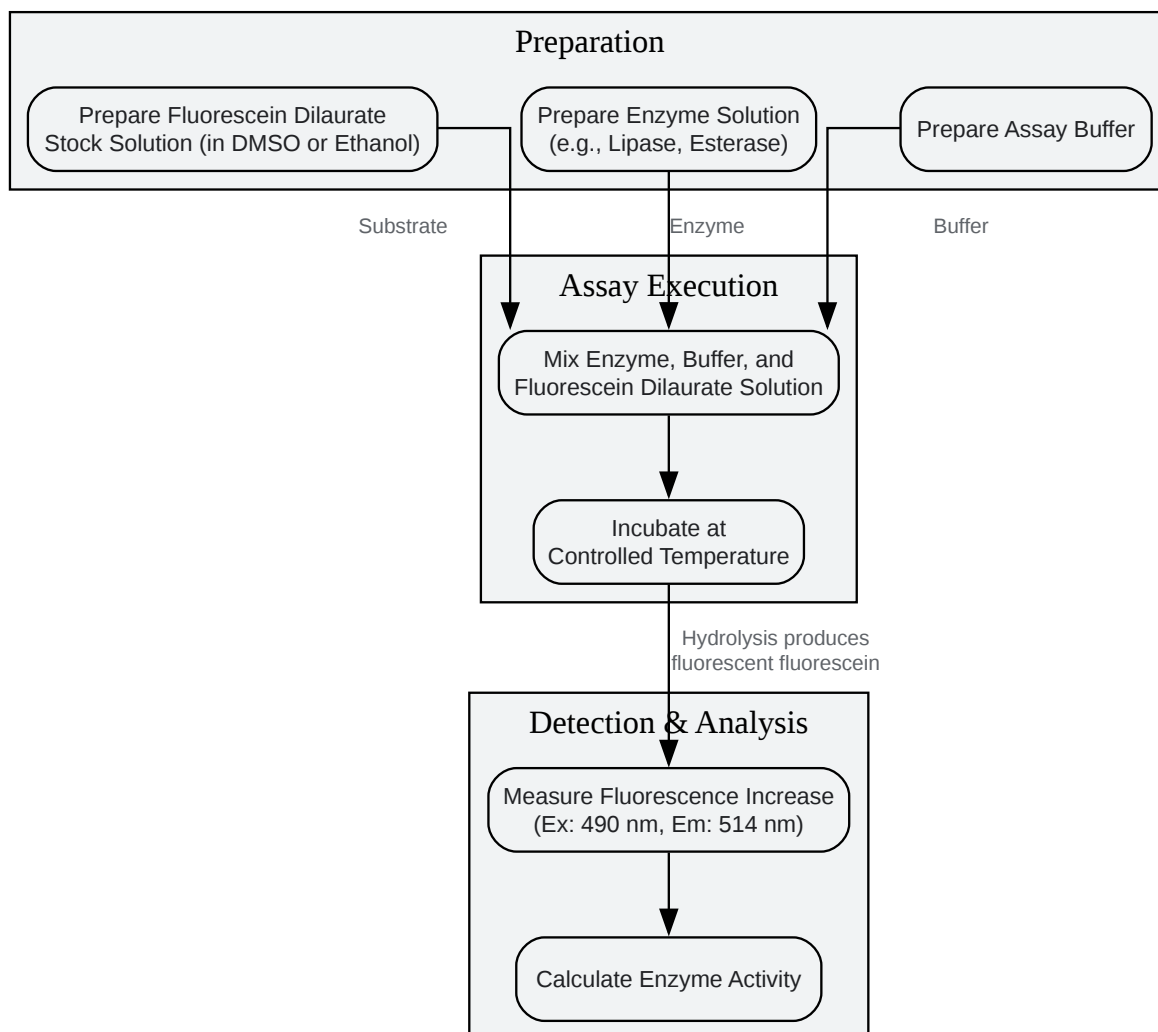 Preparation
Prepare Fluorescein Dilaurate
Stock Solution (in DMSO or Ethanol)
Prepare Enzyme Solution
(e.g., Lipase, Esterase)
Prepare Assay Buffer
Substrate
Enzyme
Buffer
Assay Execution
Mix Enzyme, Buffer, and
Fluorescein Dilaurate Solution
Incubate at
Controlled Temperature
Hydrolysis produces
fluorescent fluorescein
Detection & Analysis
Measure Fluorescence Increase
(Ex: 490 nm, Em: 514 nm)
Calculate Enzyme Activity